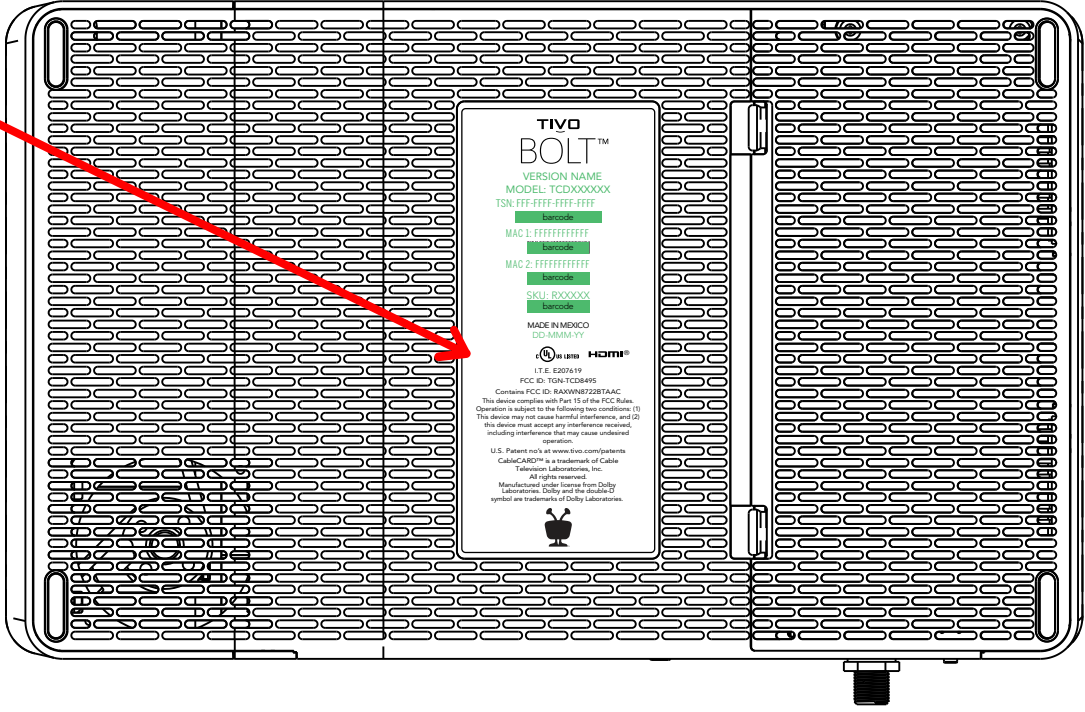 TIVO
BOLT™
VERSION NAME
MODEL: TCDXXXXXX
TSN: FFF-FFFF-FFFF-FFFF
barcode
MAC 1: FFFFFFFFFFFF
barcode
MAC 2: FFFFFFFFFFFF
barcode
SKU: RXXXXX
barcode
MADE IN MEXICO
DD-MMM-YY
C UL US LISTED HDMI®
I.T.E. E207619
FCC ID: TGN-TCD8495
Contains FCC ID: RAXWN8722BTAAC
This device complies with Part 15 of the FCC Rules.
Operation is subject to the following two conditions: (1)
This device may not cause harmful interference, and (2)
this device must accept any interference received,
including interference that may cause undesired
operation.
U.S. Patent no's at www.tivo.com/patents
CableCARD™ is a trademark of Cable
Television Laboratories, Inc.
All rights reserved.
Manufactured under license from Dolby
Laboratories. Dolby and the double-D
symbol are trademarks of Dolby Laboratories.